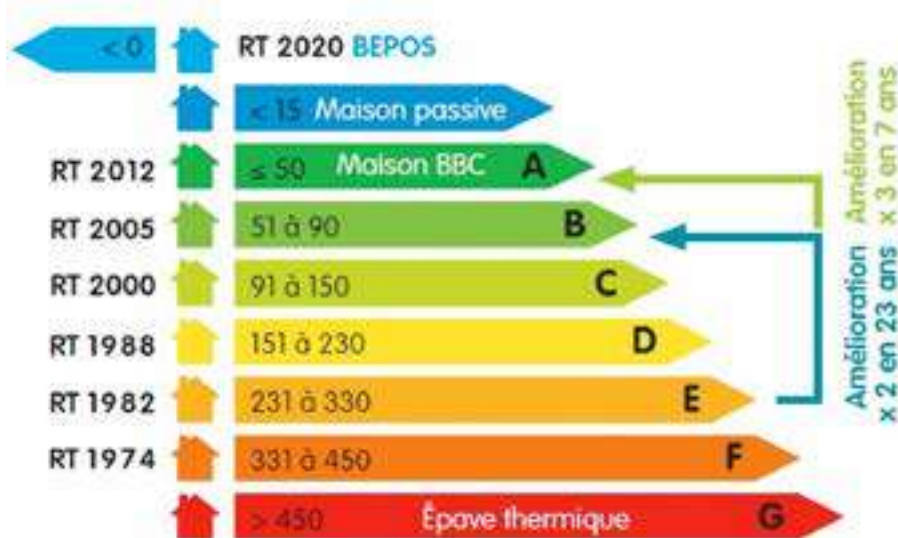 < 0 RT 2020 BEPOS
< 15 Maison passive
RT 2012 ≤ 50 Maison BBC A
RT 2005 51 à 90 B
RT 2000 91 à 150 C
RT 1988 151 à 230 D
RT 1982 231 à 330 E
RT 1974 331 à 450 F
> 450 Épave thermique G
Amélioration
x 3 en 7 ans
Amélioration
x 2 en 23 ans